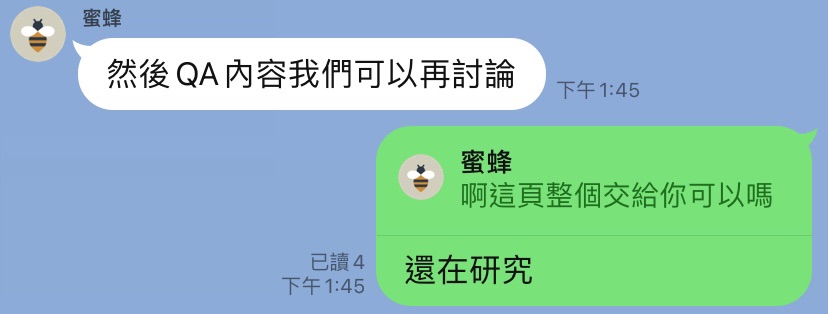 蜜蜂
然後QA內容我們可以再討論
下午1:45
蜜蜂
啊這頁整個交給你可以嗎
還在研究
已讀4
下午1:45